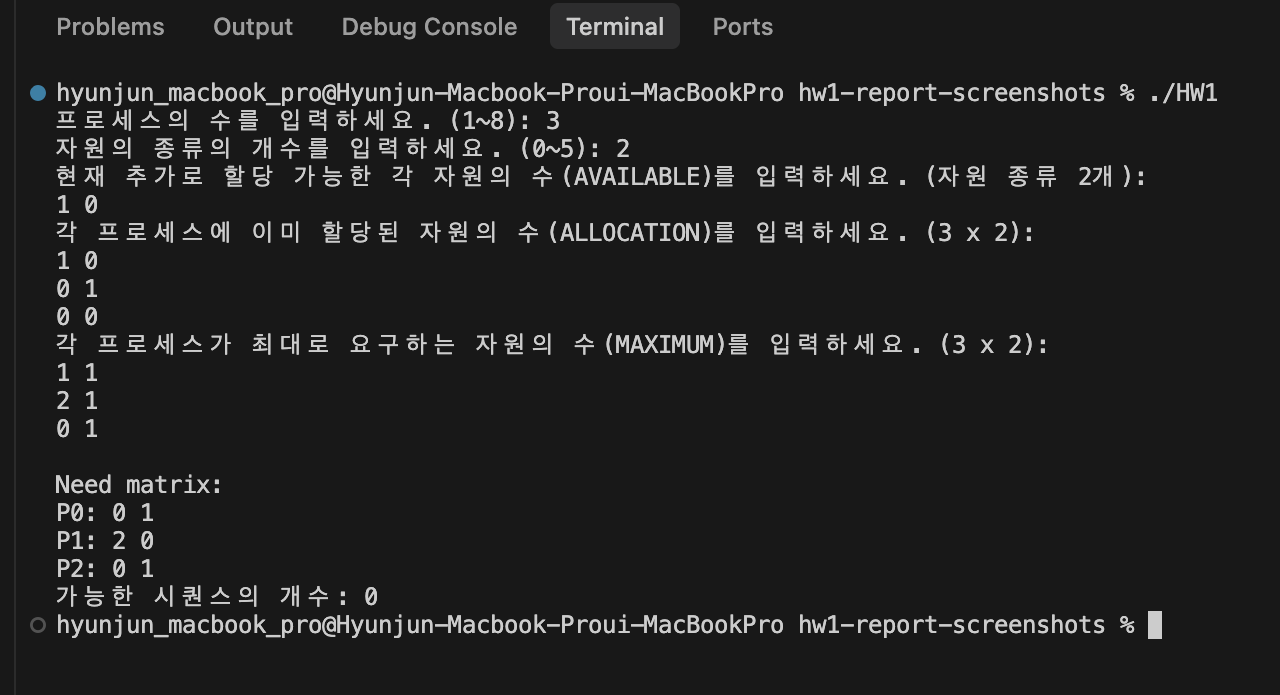 Problems Output Debug Console Terminal Ports
hyunjun_macbook_pro@Hyunjun-Macbook-Proui-MacBookPro hw1-report-screenshots % ./HW1
프로세스의 수를 입력하세요. (1~8): 3
자원의 종류의 개수를 입력하세요. (0~5): 2
현재 추가로 할당 가능한 각 자원의 수(AVAILABLE)를 입력하세요. (자원 종류 2개):
1 0
각 프로세스에 이미 할당된 자원의 수(ALLOCATION)를 입력하세요. (3 x 2):
1 0
0 1
0 0
각 프로세스가 최대로 요구하는 자원의 수(MAXIMUM)를 입력하세요. (3 x 2):
1 1
2 1
0 1
Need matrix:
P0: 0 1
P1: 2 0
P2: 0 1
가능한 시퀀스의 개수: 0
hyunjun_macbook_pro@Hyunjun-Macbook-Proui-MacBookPro hw1-report-screenshots %